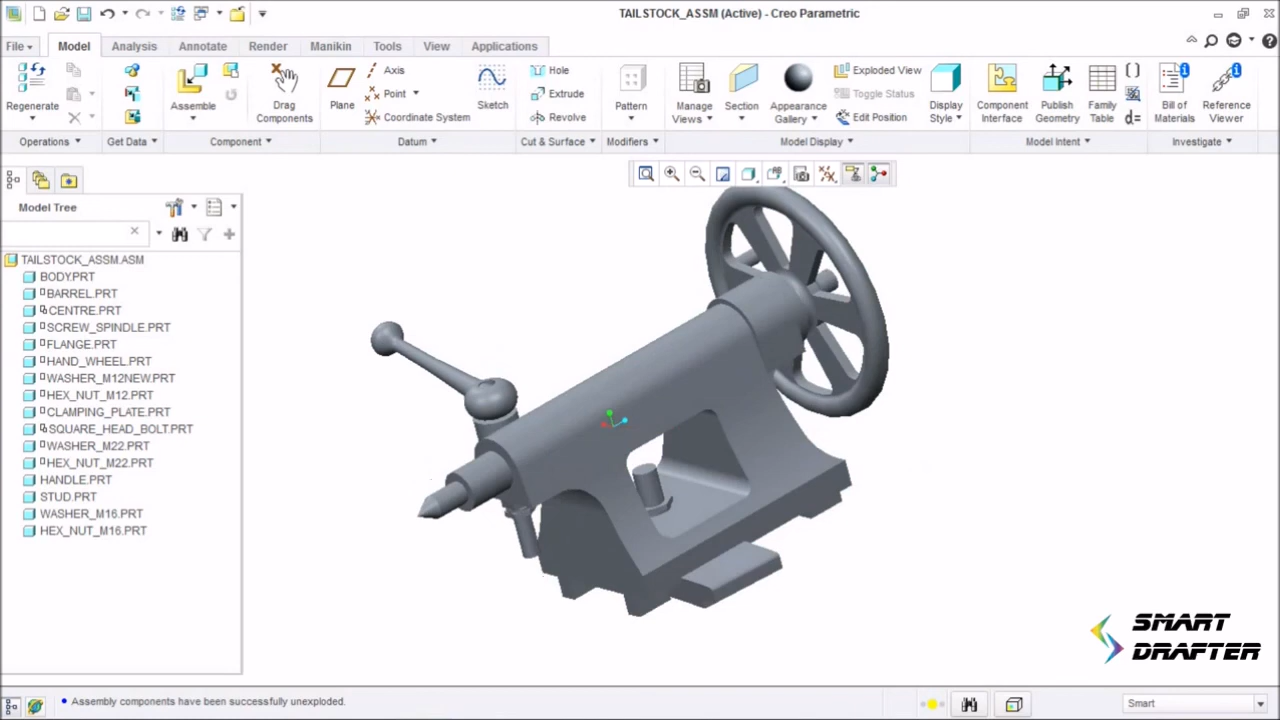 TAILSTOCK_ASSM (Active) - Creo Parametric
File
Model
Analysis
Annotate
Render
Manikin
Tools
View
Applications
Regenerate
Assemble
Drag Components
Plane
Axis
Point
Coordinate System
Sketch
Hole
Extrude
Revolve
Pattern
Manage Views
Section
Appearance Gallery
Exploded View
Toggle Status
Edit Position
Display Style
Component Interface
Publish Geometry
Family Table
d=
Bill of Materials
Reference Viewer
Operations
Get Data
Component
Datum
Cut & Surface
Modifiers
Model Display
Model Intent
Investigate
Model Tree
TAILSTOCK_ASSM.ASM
BODY.PRT
BARREL.PRT
CENTRE.PRT
SCREW_SPINDLE.PRT
FLANGE.PRT
HAND_WHEEL.PRT
WASHER_M12NEW.PRT
HEX_NUT_M12.PRT
CLAMPING_PLATE.PRT
SQUARE_HEAD_BOLT.PRT
WASHER_M22.PRT
HEX_NUT_M22.PRT
HANDLE.PRT
STUD.PRT
WASHER_M16.PRT
HEX_NUT_M16.PRT
SMART
DRAFTER
Assembly components have been successfully unexploded.
Smart